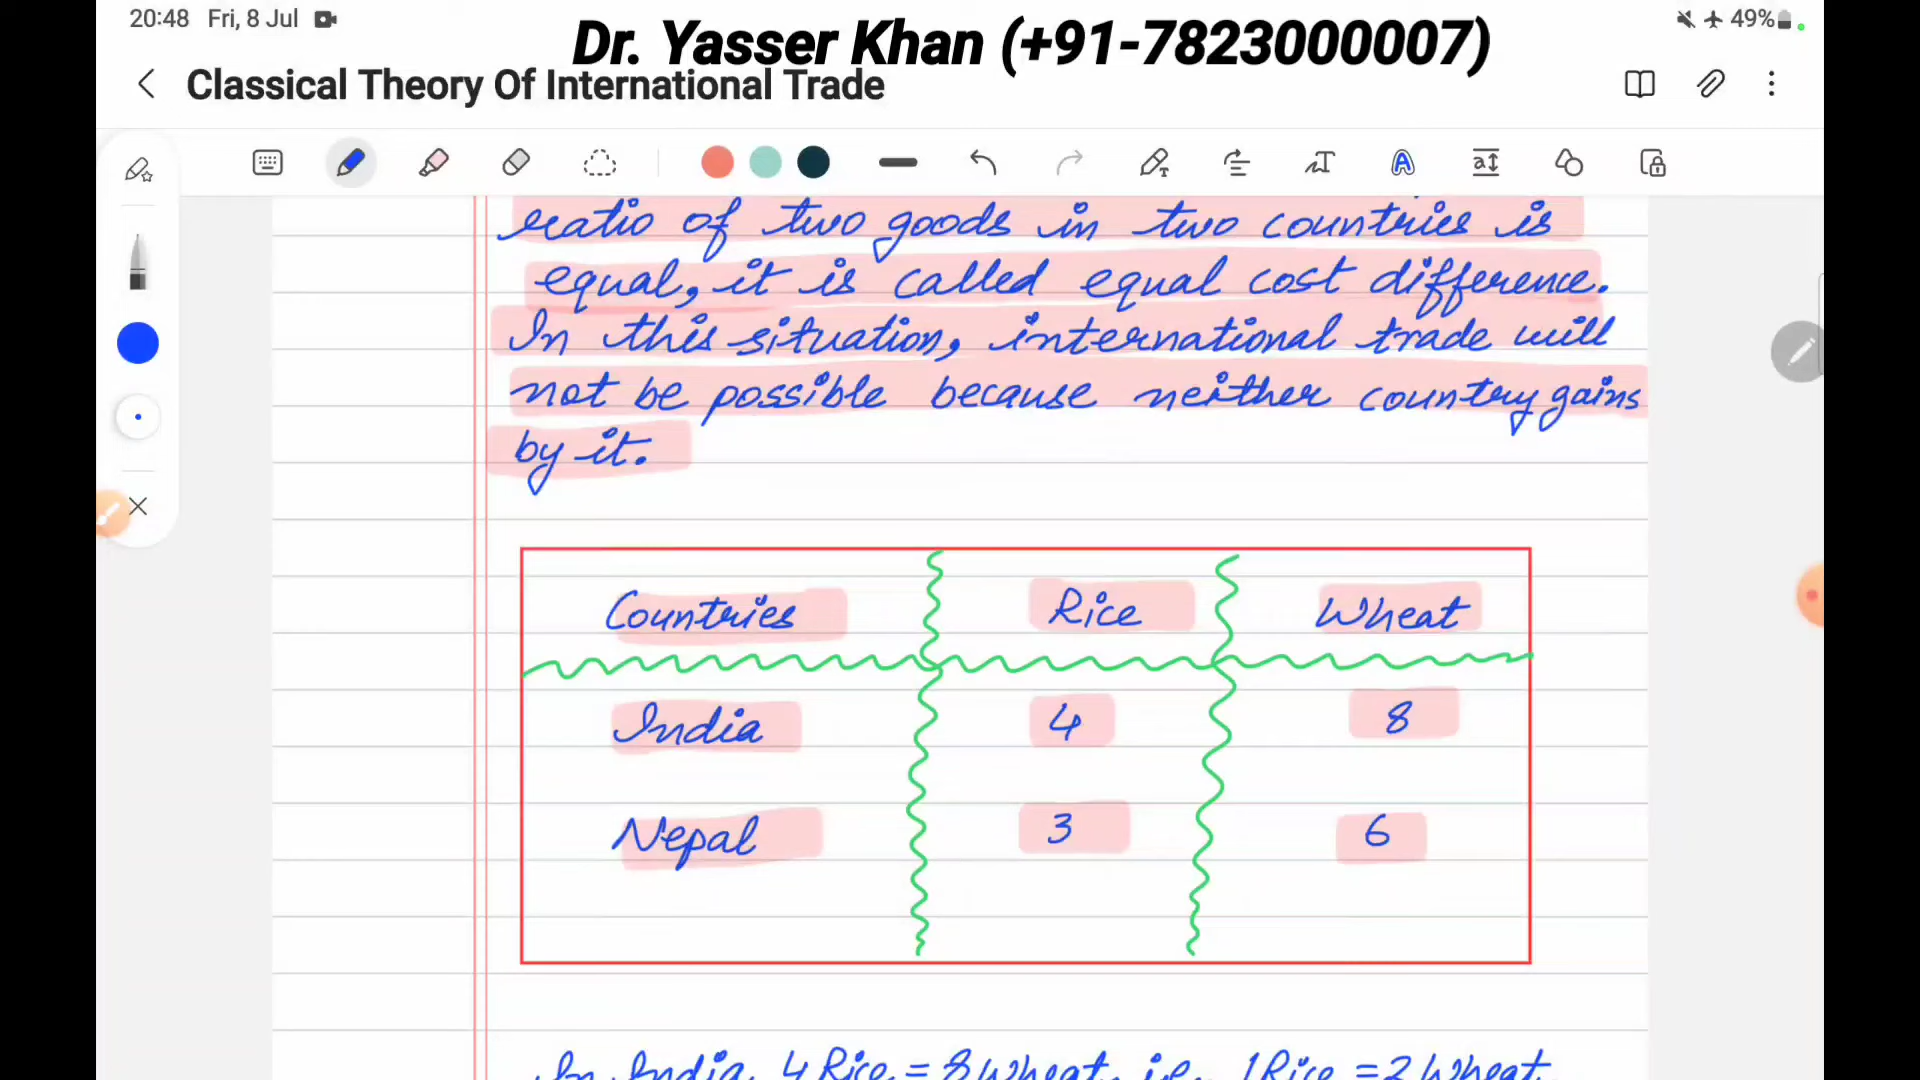 20:48 Fri, 8 Jul
49%
Dr. Yasser Khan (+91-7823000007)
Classical Theory Of International Trade
ratio of two goods in two countries is
equal, it is called equal cost difference.
In this situation, international trade will
not be possible because neither country gains
by it.
Countries Rice Wheat
India 4 8
Nepal 3 6
In India, 4 Rice = 8 Wheat, i.e., 1 Rice = 2 Wheat.